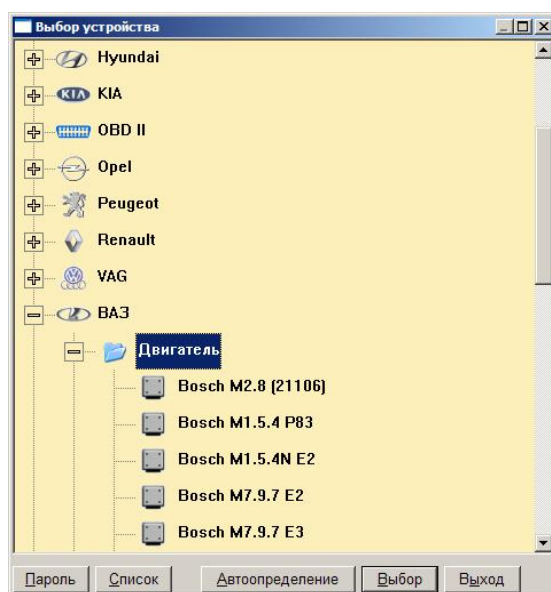 Выбор устройства
Hyundai
KIA KIA
OBD II
Opel
Peugeot
Renault
VAG
ВАЗ
Двигатель
Bosch M2.8 (21106)
Bosch M1.5.4 P83
Bosch M1.5.4N E2
Bosch M7.9.7 E2
Bosch M7.9.7 E3
Пароль Список Автоопределение Выбор Выход